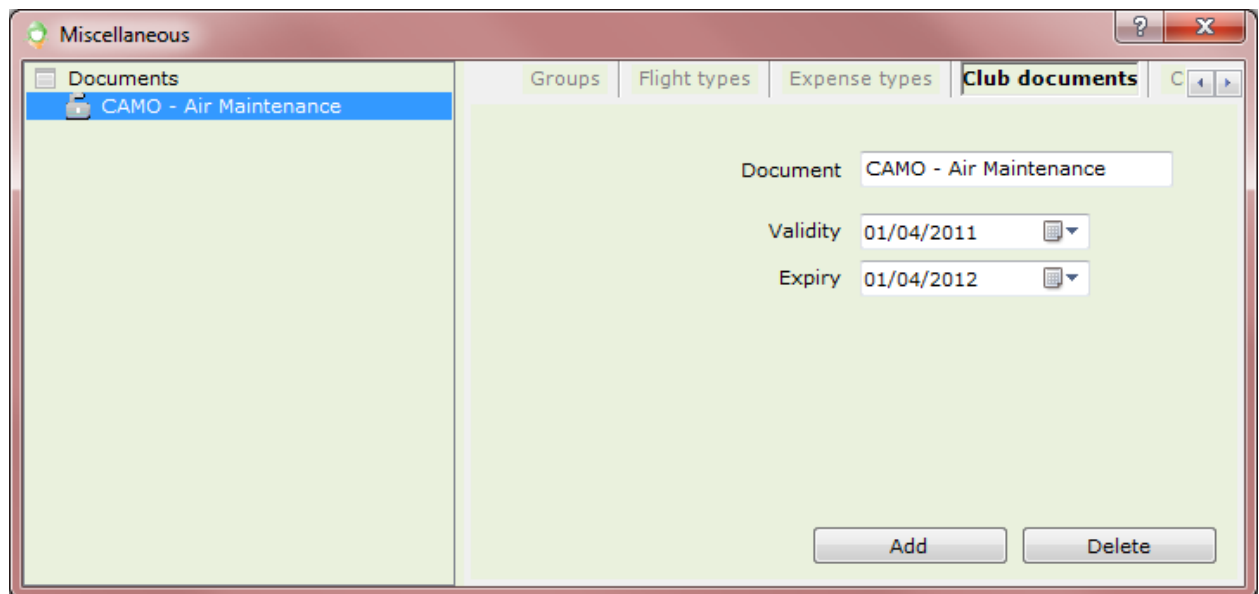 Miscellaneous
Documents
CAMO - Air Maintenance
Groups Flight types Expense types Club documents C
Document CAMO - Air Maintenance
Validity 01/04/2011
Expiry 01/04/2012
Add Delete